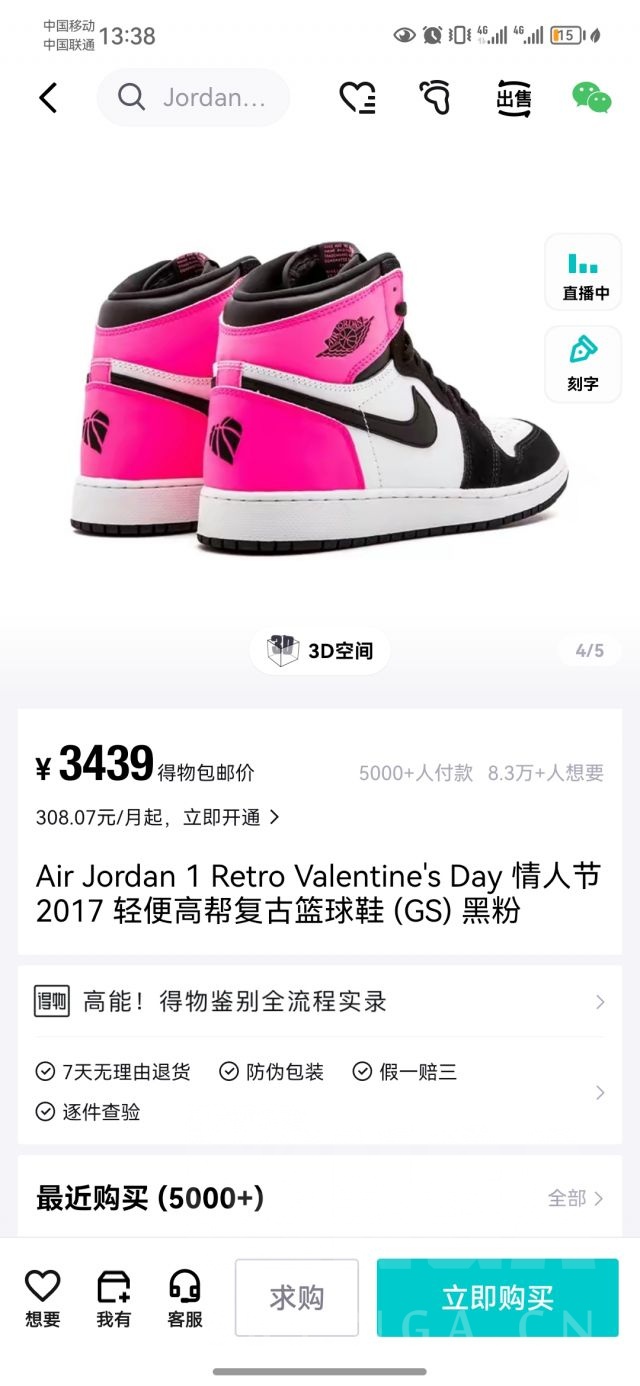 中国移动
中国联通
13:38
4G
4G
15
Jordan...
出售
直播中
刻字
3D
3D空间
4/5
¥3439得物包邮价
5000+人付款 8.3万+人想要
308.07元/月起，立即开通
Air Jordan 1 Retro Valentine's Day 情人节
2017 轻便高帮复古篮球鞋 (GS) 黑粉
得物 高能！得物鉴别全流程实录
7天无理由退货 防伪包装 假一赔三
逐件查验
最近购买 (5000+)
全部
想要
我有
客服
求购
立即购买